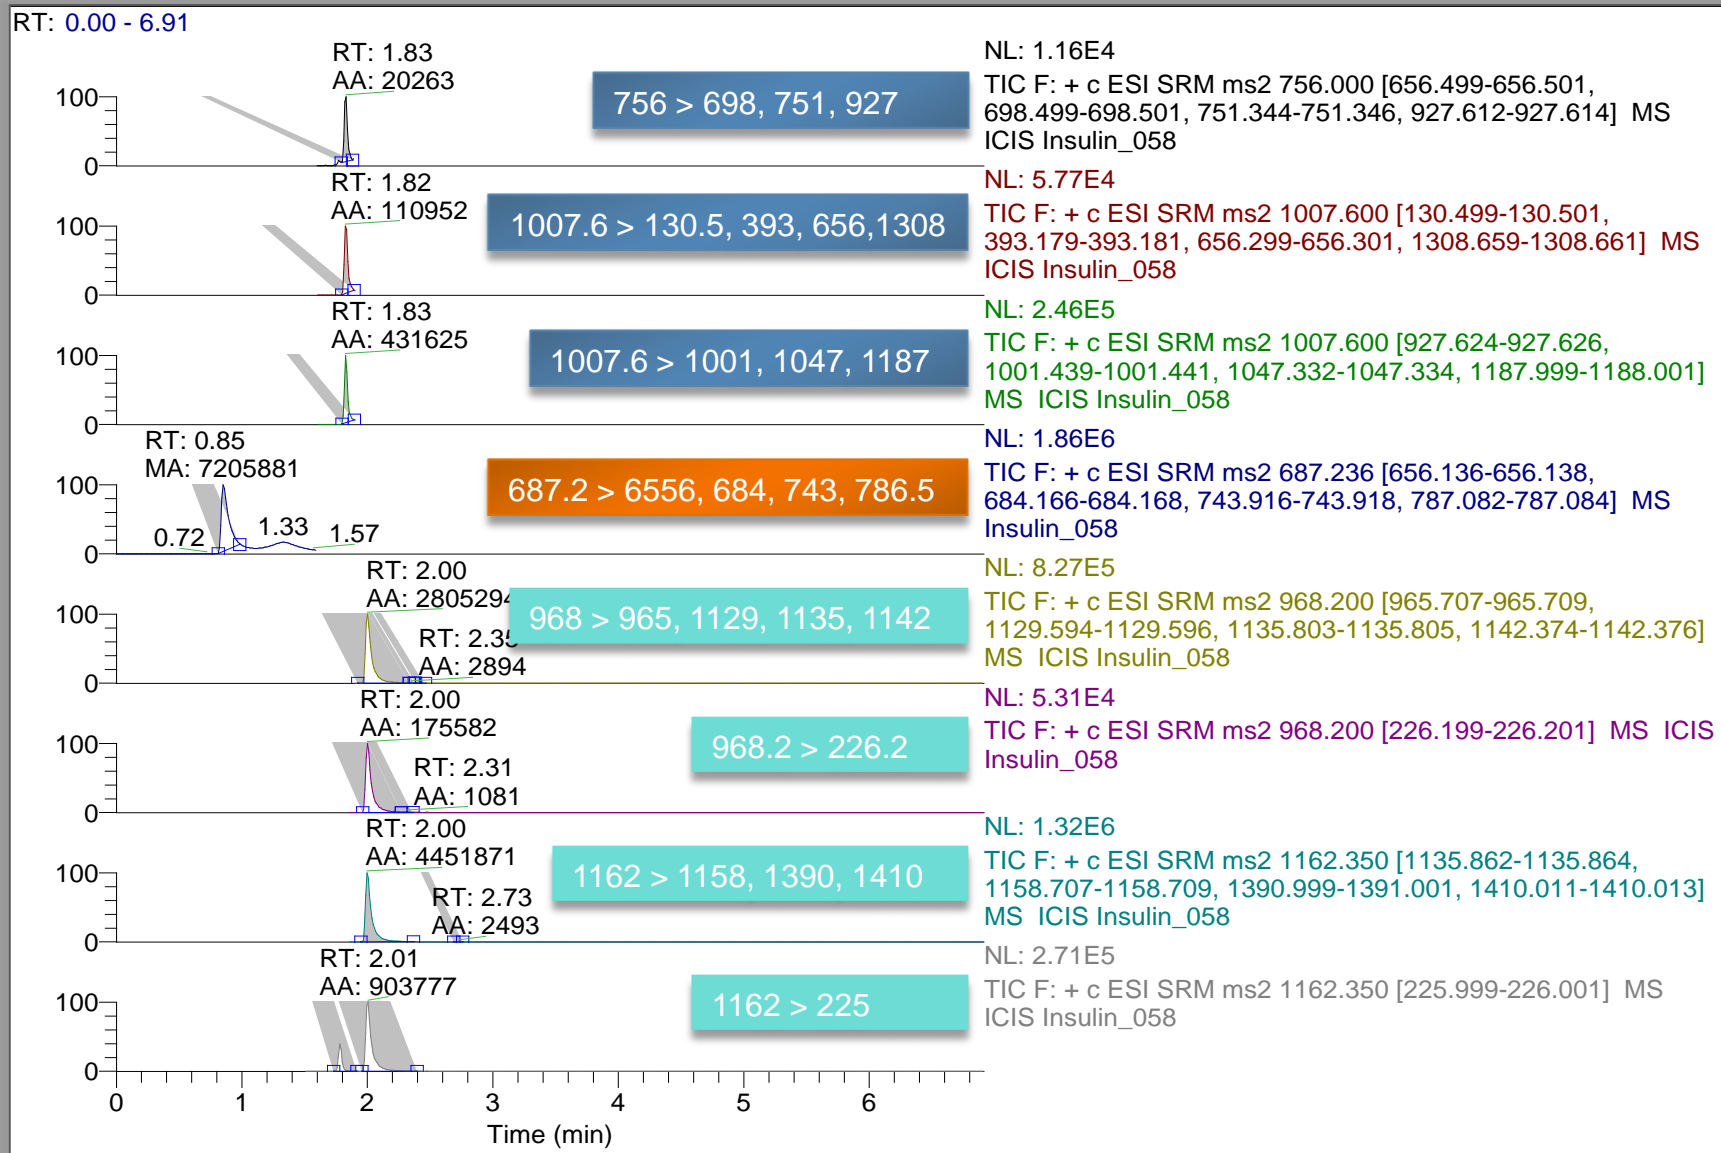 RT: 0.00 - 6.91
RT: 1.83
AA: 20263
100
0
756 > 698, 751, 927
NL: 1.16E4
TIC F: + c ESI SRM ms2 756.000 [656.499-656.501,
698.499-698.501, 751.344-751.346, 927.612-927.614] MS
ICIS Insulin_058
RT: 1.82
AA: 110952
100
0
1007.6 > 130.5, 393, 656,1308
NL: 5.77E4
TIC F: + c ESI SRM ms2 1007.600 [130.499-130.501,
393.179-393.181, 656.299-656.301, 1308.659-1308.661] MS
ICIS Insulin_058
RT: 1.83
AA: 431625
100
0
1007.6 > 1001, 1047, 1187
NL: 2.46E5
TIC F: + c ESI SRM ms2 1007.600 [927.624-927.626,
1001.439-1001.441, 1047.332-1047.334, 1187.999-1188.001]
MS ICIS Insulin_058
RT: 0.85
MA: 7205881
100
0
0.72
1.33
1.57
687.2 > 6556, 684, 743, 786.5
NL: 1.86E6
TIC F: + c ESI SRM ms2 687.236 [656.136-656.138,
684.166-684.168, 743.916-743.918, 787.082-787.084] MS
Insulin_058
RT: 2.00
AA: 2805294
100
0
RT: 2.35
AA: 2894
968 > 965, 1129, 1135, 1142
NL: 8.27E5
TIC F: + c ESI SRM ms2 968.200 [965.707-965.709,
1129.594-1129.596, 1135.803-1135.805, 1142.374-1142.376]
MS ICIS Insulin_058
RT: 2.00
AA: 175582
100
0
RT: 2.31
AA: 1081
968.2 > 226.2
NL: 5.31E4
TIC F: + c ESI SRM ms2 968.200 [226.199-226.201] MS ICIS
Insulin_058
RT: 2.00
AA: 4451871
100
0
RT: 2.73
AA: 2493
1162 > 1158, 1390, 1410
NL: 1.32E6
TIC F: + c ESI SRM ms2 1162.350 [1135.862-1135.864,
1158.707-1158.709, 1390.999-1391.001, 1410.011-1410.013]
MS ICIS Insulin_058
RT: 2.01
AA: 903777
100
0
1162 > 225
NL: 2.71E5
TIC F: + c ESI SRM ms2 1162.350 [225.999-226.001] MS
ICIS Insulin_058
0 1 2 3 4 5 6
Time (min)